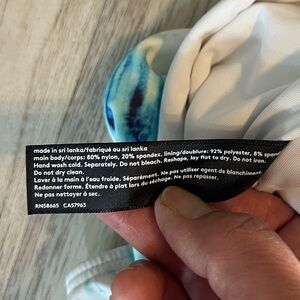 made in sri lanka/fabriqué au sri lanka
main body/corps: 80% nylon, 20% spandex, lining/doublure: 92% polyester, 8% span
Hand wash cold. Separately. Do not bleach. Reshape, lay flat to dry. Do not iron.
Do not dry clean.
Laver à la main à l'eau froide. Séparément. Ne pas utiliser agent de blanchiment
Redonner forme. Étendre à plat lors du séchage. Ne pas repasser.
Ne pas nettoyer à sec.
RN58665 CA57963